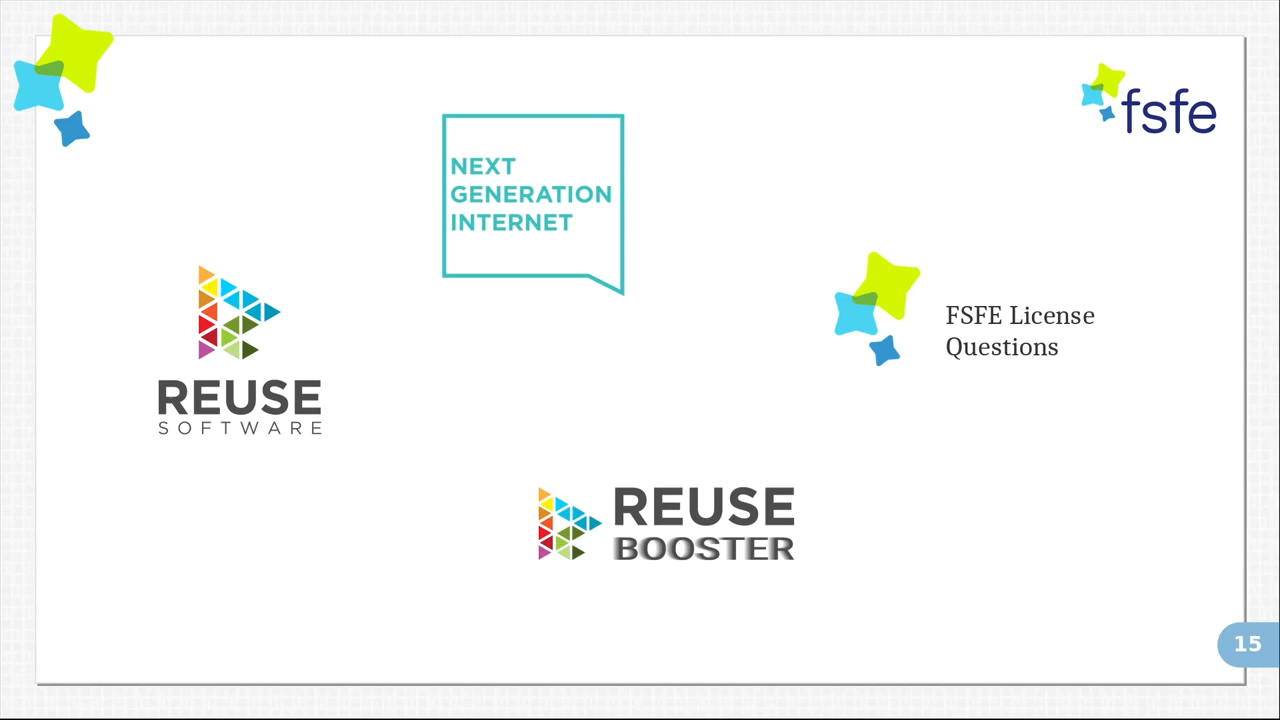 fsfe
NEXT
GENERATION
INTERNET
REUSE
SOFTWARE
FSFE License
Questions
REUSE
BOOSTER
15